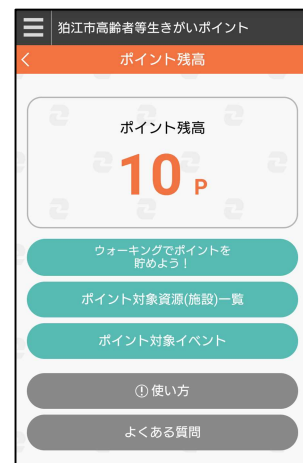 狛江市高齢者等生きがいポイント
ポイント残高
ポイント残高
10 P
ウォーキングでポイントを
貯めよう！
ポイント対象資源(施設)一覧
ポイント対象イベント
使い方
よくある質問